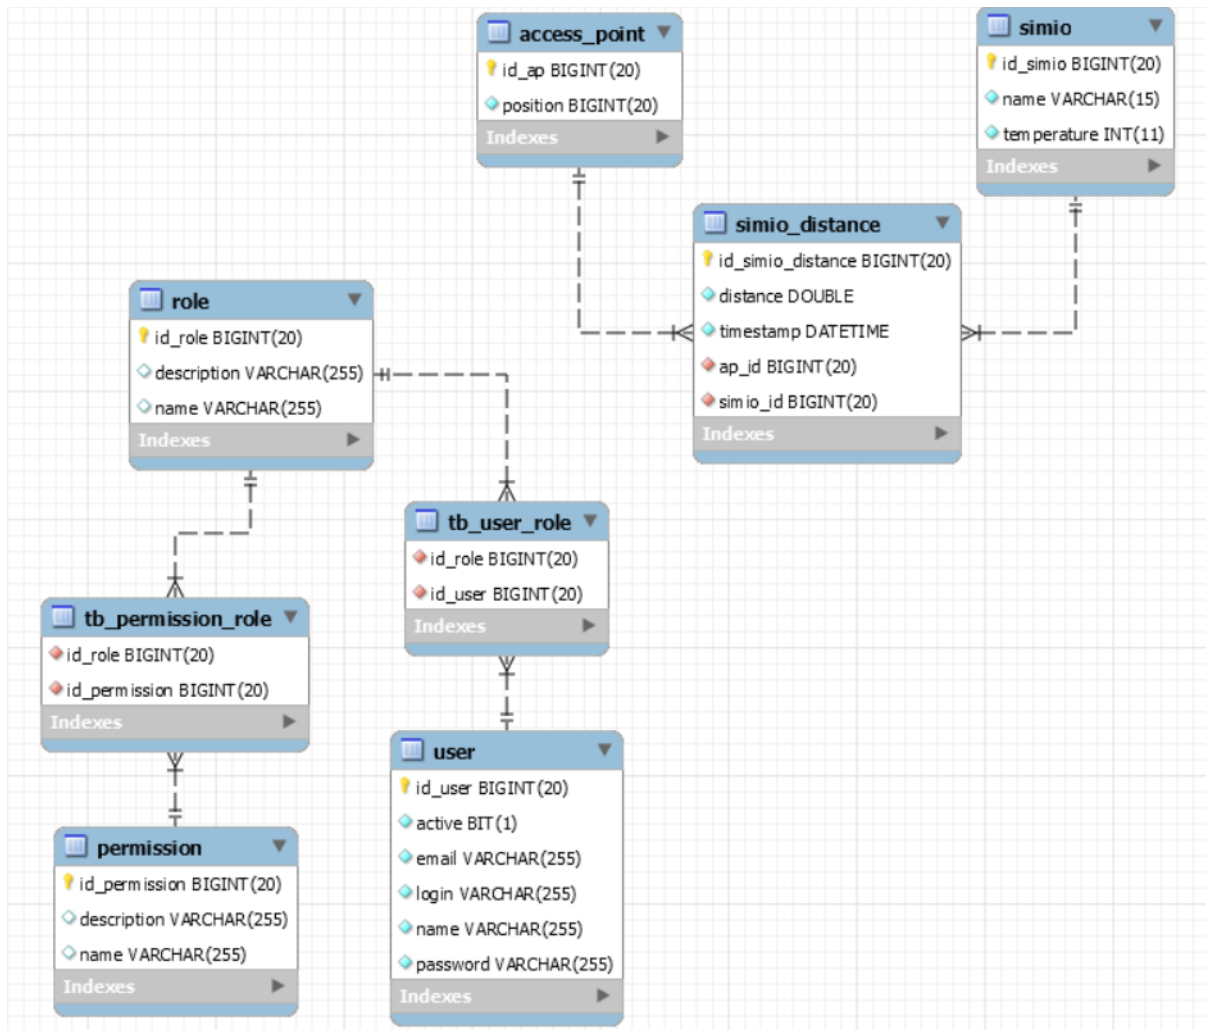 access_point
id_ap BIGINT(20)
position BIGINT(20)
Indexes
simio
id_simio BIGINT(20)
name VARCHAR(15)
temperature INT(11)
Indexes
simio_distance
id_simio_distance BIGINT(20)
distance DOUBLE
timestamp DATETIME
ap_id BIGINT(20)
simio_id BIGINT(20)
Indexes
role
id_role BIGINT(20)
description VARCHAR(255)
name VARCHAR(255)
Indexes
tb_user_role
id_role BIGINT(20)
id_user BIGINT(20)
Indexes
tb_permission_role
id_role BIGINT(20)
id_permission BIGINT(20)
Indexes
user
id_user BIGINT(20)
active BIT(1)
email VARCHAR(255)
login VARCHAR(255)
name VARCHAR(255)
password VARCHAR(255)
Indexes
permission
id_permission BIGINT(20)
description VARCHAR(255)
name VARCHAR(255)
Indexes